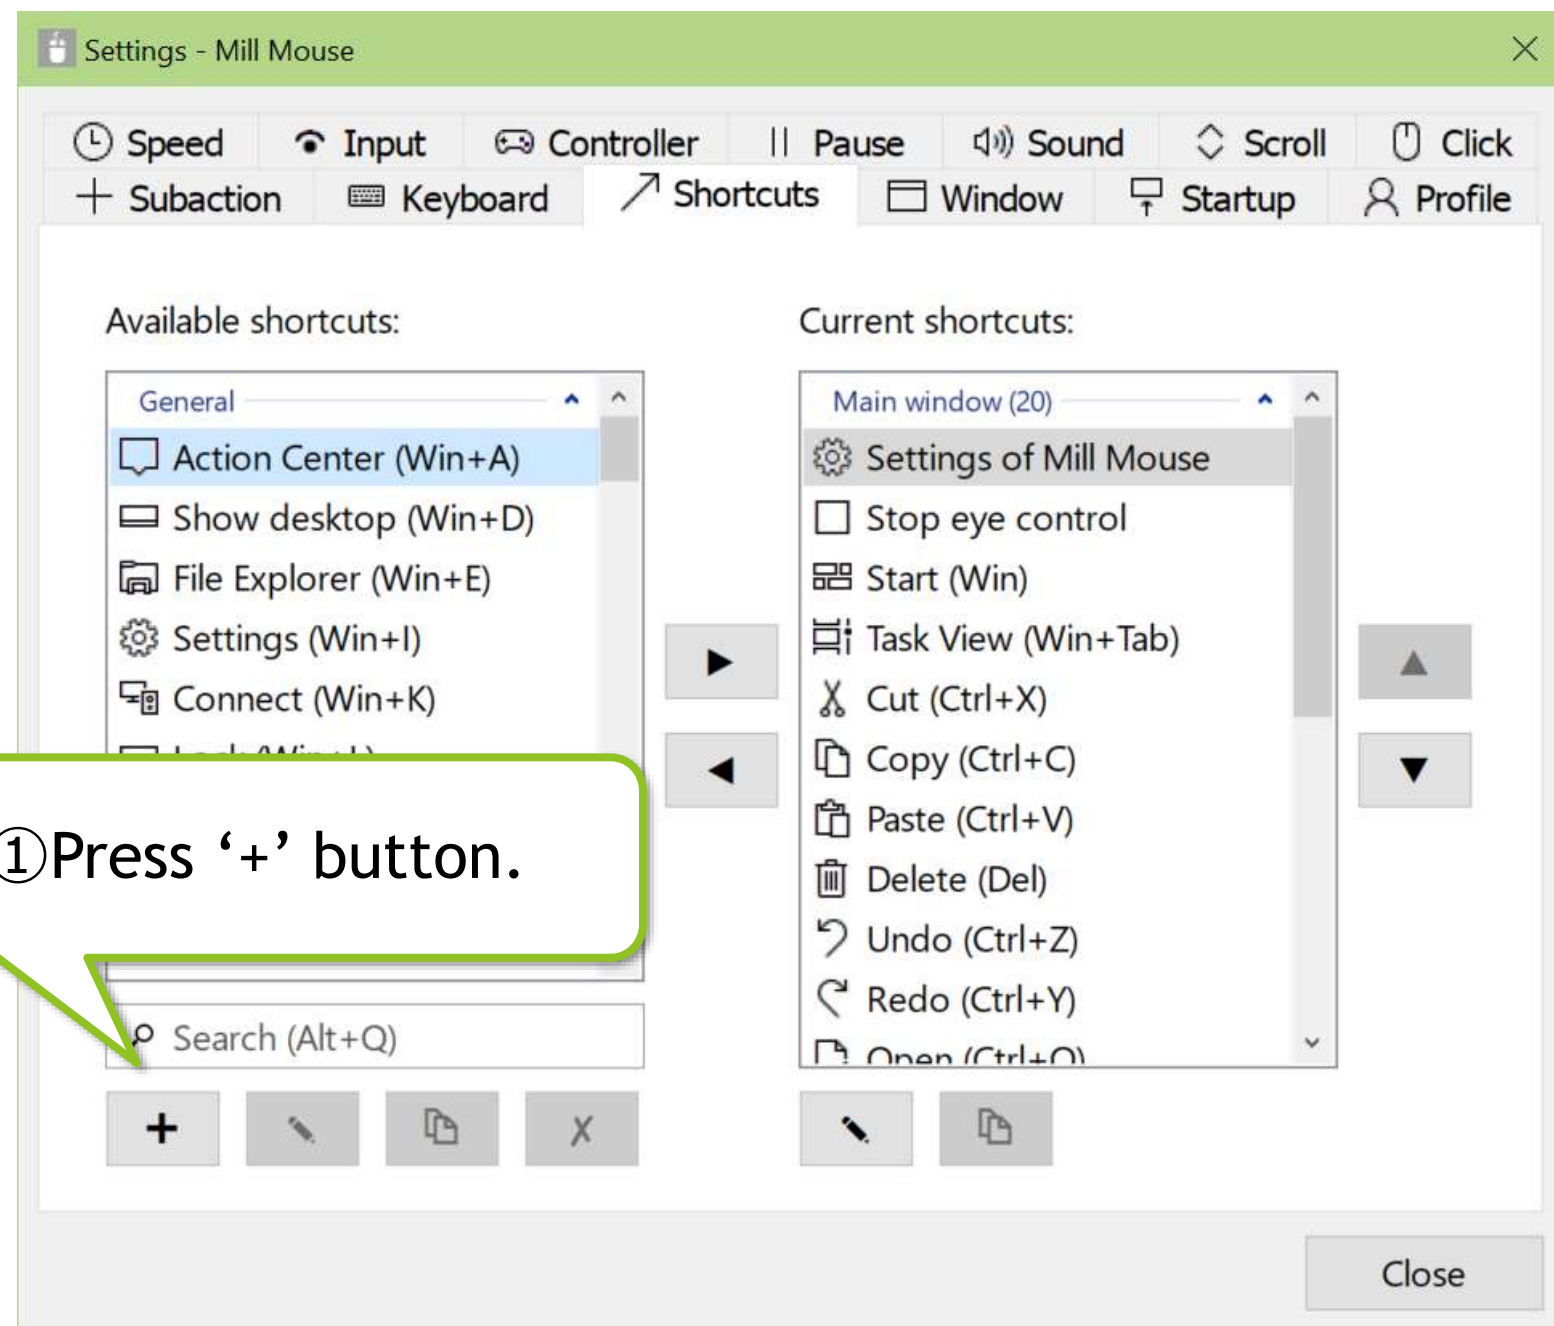 Settings - Mill Mouse
Speed Input Controller Pause Sound Scroll Click
Subaction Keyboard Shortcuts Window Startup Profile
Available shortcuts:
General
Action Center (Win+A)
Show desktop (Win+D)
File Explorer (Win+E)
Settings (Win+I)
Connect (Win+K)
①Press ‘+’ button.
Search (Alt+Q)
Current shortcuts:
Main window (20)
Settings of Mill Mouse
Stop eye control
Start (Win)
Task View (Win+Tab)
Cut (Ctrl+X)
Copy (Ctrl+C)
Paste (Ctrl+V)
Delete (Del)
Undo (Ctrl+Z)
Redo (Ctrl+Y)
Open (Ctrl+O)
Close